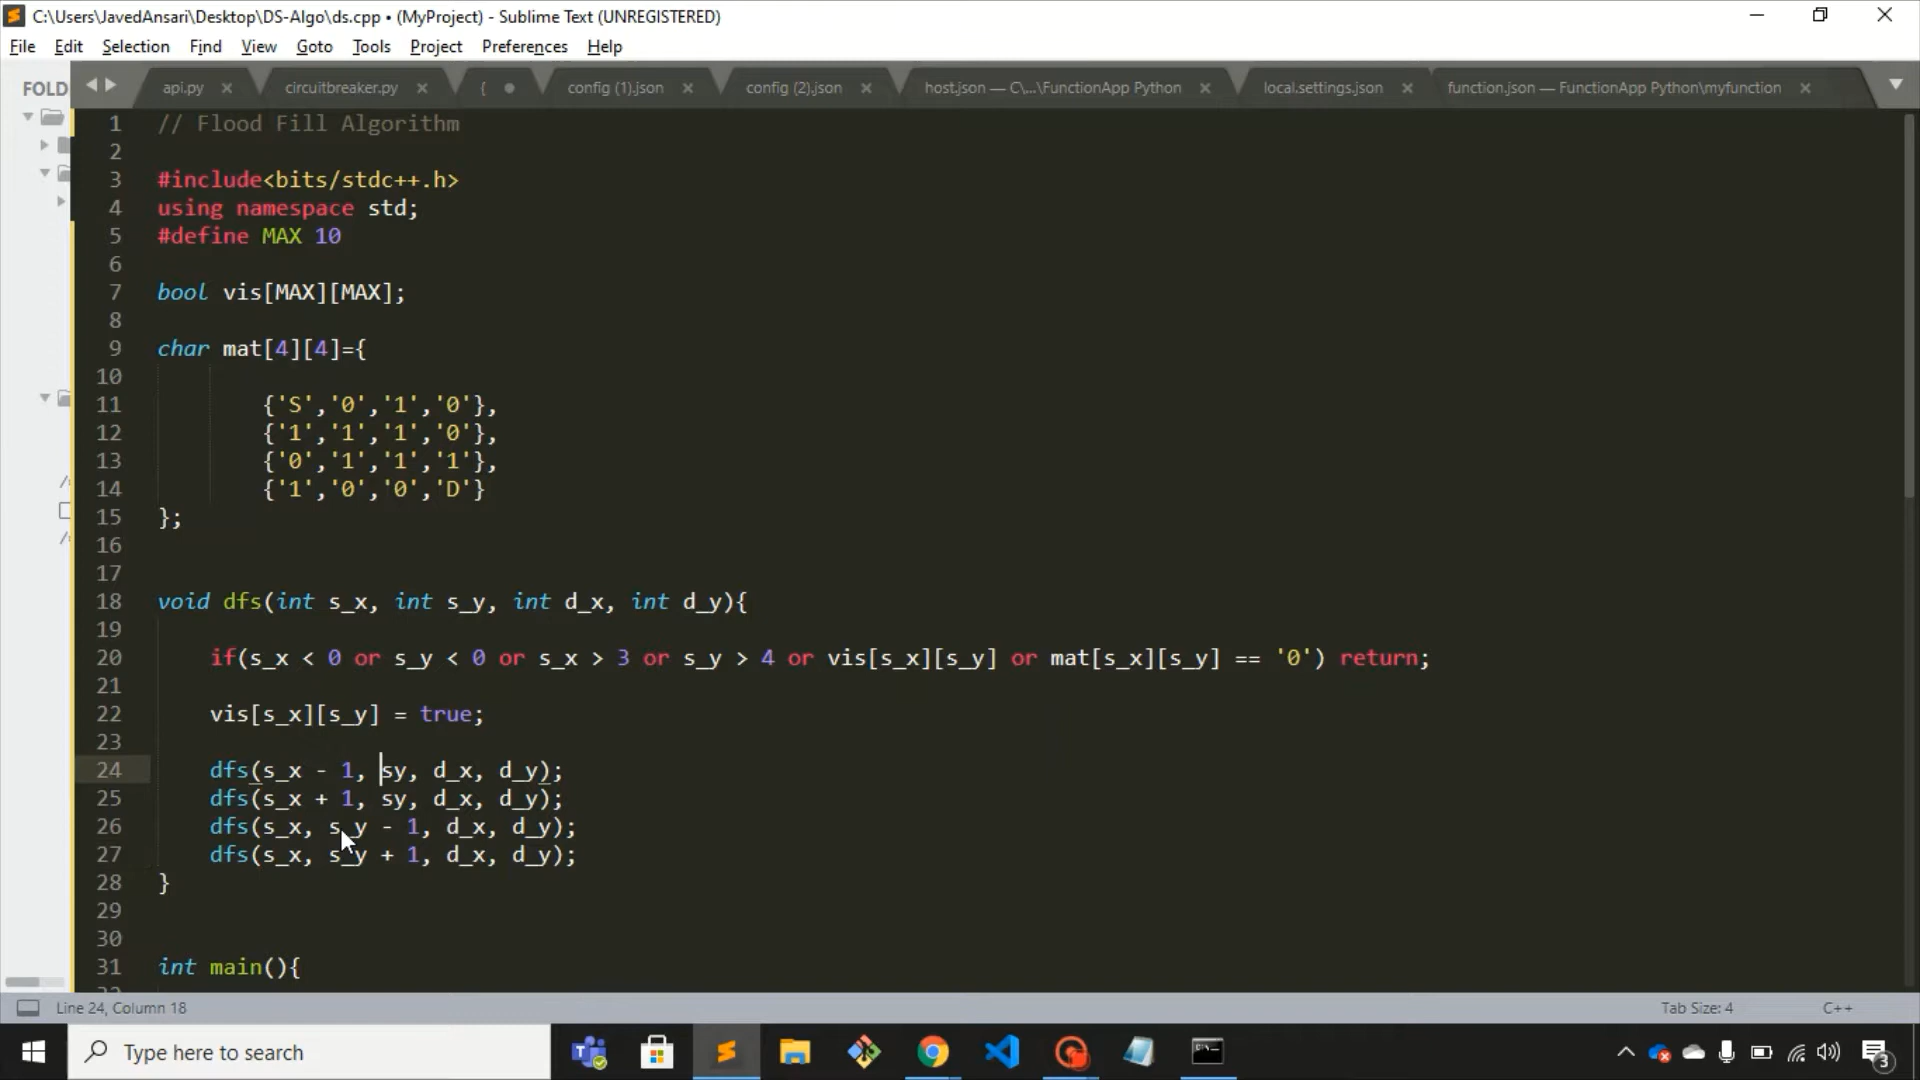 C:\Users\JavedAnsari\Desktop\DS-Algo\ds.cpp • (MyProject) - Sublime Text (UNREGISTERED)
File Edit Selection Find View Goto Tools Project Preferences Help
FOLD
api.py circuitbreaker.py { config (1).json config (2).json host.json — C\...\FunctionApp Python local.settings.json function.json — FunctionApp Python\myfunction
1 // Flood Fill Algorithm
2
3 #include<bits/stdc++.h>
4 using namespace std;
5 #define MAX 10
6
7 bool vis[MAX][MAX];
8
9 char mat[4][4]={
10
11 {'S','0','1','0'},
12 {'1','1','1','0'},
13 {'0','1','1','1'},
14 {'1','0','0','D'}
15 };
16
17
18 void dfs(int s_x, int s_y, int d_x, int d_y){
19
20 if(s_x < 0 or s_y < 0 or s_x > 3 or s_y > 4 or vis[s_x][s_y] or mat[s_x][s_y] == '0') return;
21
22 vis[s_x][s_y] = true;
23
24 dfs(s_x - 1, sy, d_x, d_y);
25 dfs(s_x + 1, sy, d_x, d_y);
26 dfs(s_x, s_y - 1, d_x, d_y);
27 dfs(s_x, s_y + 1, d_x, d_y);
28 }
29
30
31 int main(){
Line 24, Column 18 Tab Size: 4 C++
Type here to search
3